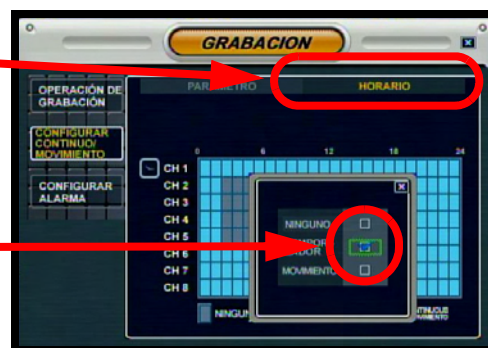 GRABACION
PARAMETRO HORARIO
OPERACIÓN DE
GRABACIÓN
CONFIGURAR
CONTINUO/
MOVIMIENTO
CONFIGURAR
ALARMA
0 6 12 18 24
CH 1
CH 2
CH 3
CH 4
CH 5
CH 6
CH 7
CH 8
NINGUNO
MOVIMIENTO